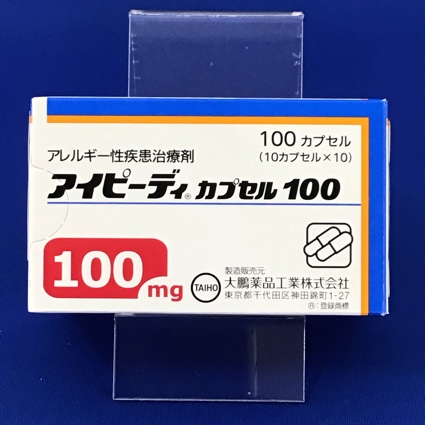 100 カプセル
(10カプセル×10)
アレルギー性疾患治療剤
アイピーディ® カプセル 100
100mg
TAIHO
製造販売元
大鵬薬品工業株式会社
東京都千代田区神田錦町1-27
Ⓡ:登録商標